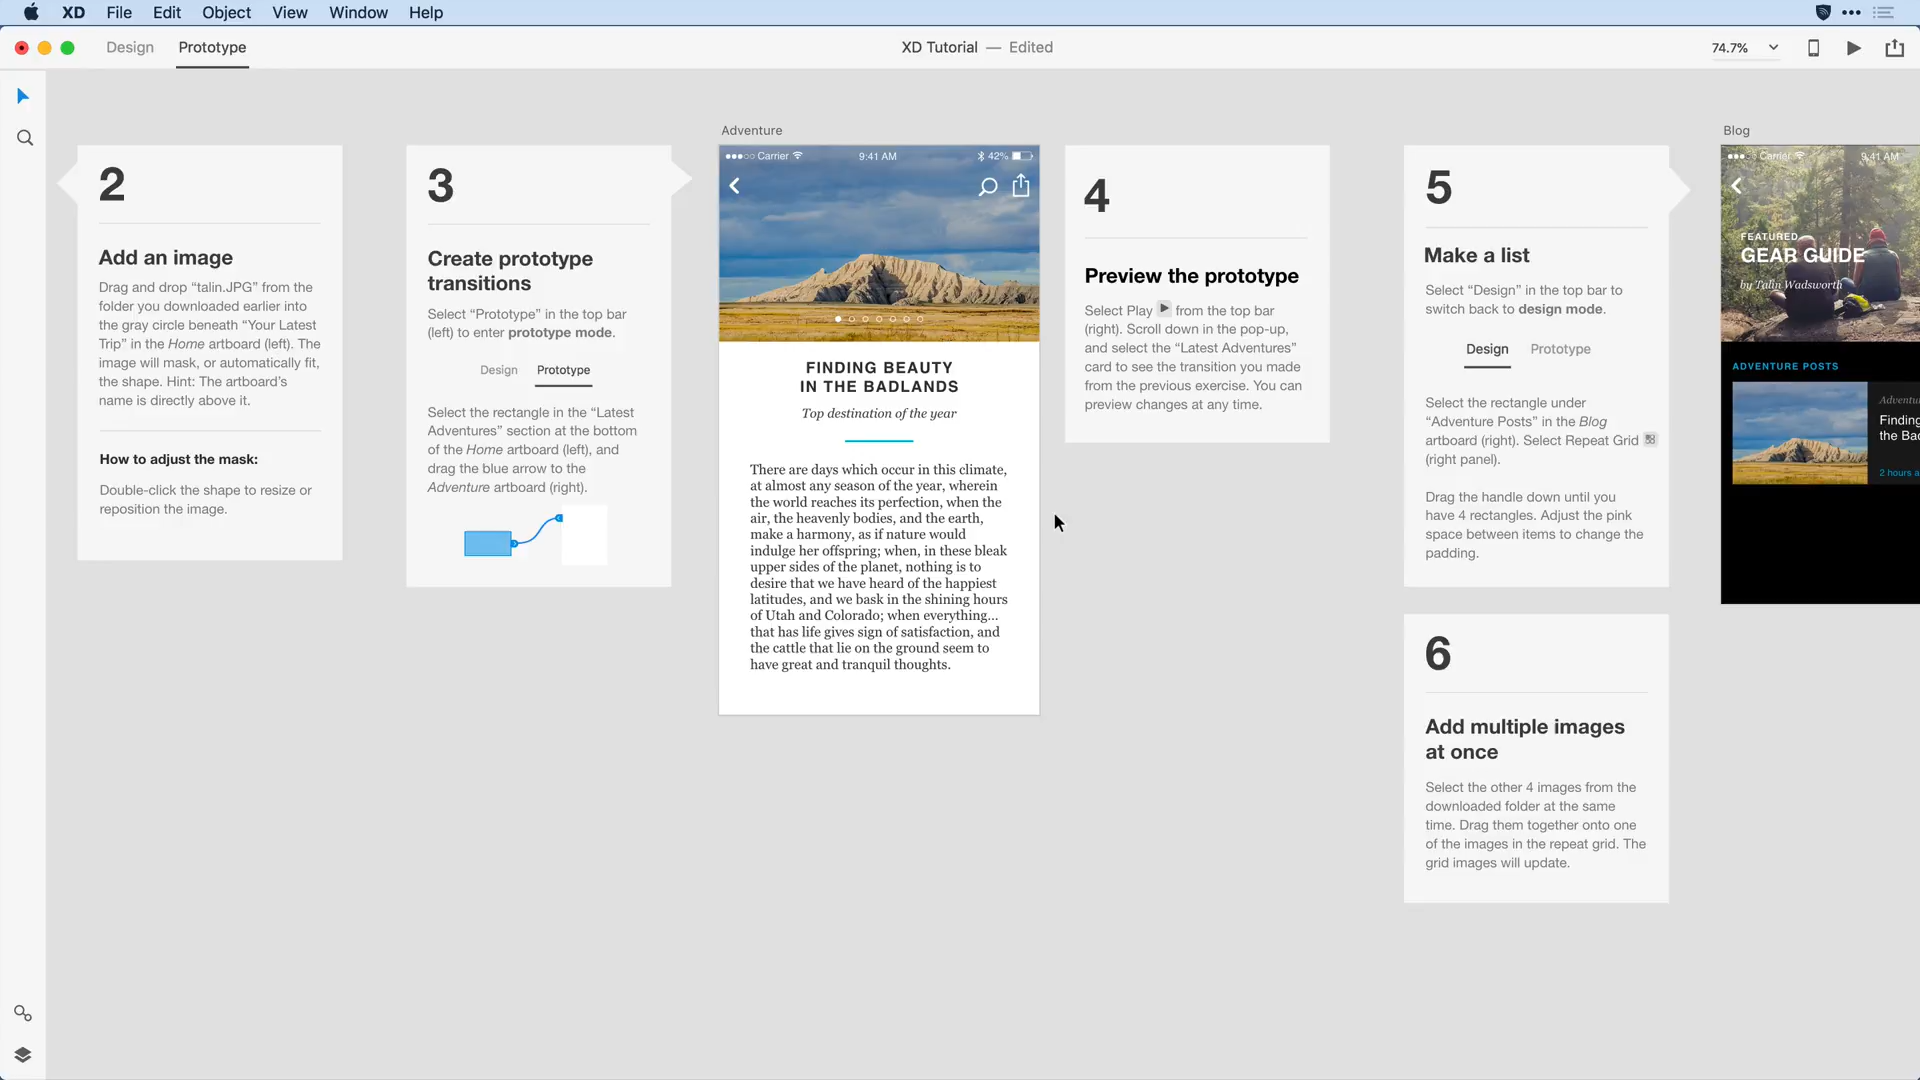 XD File Edit Object View Window Help
Design Prototype
XD Tutorial — Edited
74.7%
2
Add an image
Drag and drop “talin.JPG” from the
folder you downloaded earlier into
the gray circle beneath “Your Latest
Trip” in the Home artboard (left). The
image will mask, or automatically fit,
the shape. Hint: The artboard’s
name is directly above it.
How to adjust the mask:
Double-click the shape to resize or
reposition the image.
3
Create prototype
transitions
Select “Prototype” in the top bar
(left) to enter prototype mode.
Design Prototype
Select the rectangle in the “Latest
Adventures” section at the bottom
of the Home artboard (left), and
drag the blue arrow to the
Adventure artboard (right).
Adventure
Carrier 9:41 AM 42%
FINDING BEAUTY
IN THE BADLANDS
Top destination of the year
There are days which occur in this climate,
at almost any season of the year, wherein
the world reaches its perfection, when the
air, the heavenly bodies, and the earth,
make a harmony, as if nature would
indulge her offspring; when, in these bleak
upper sides of the planet, nothing is to
desire that we have heard of the happiest
latitudes, and we bask in the shining hours
of Utah and Colorado; when everything...
that has life gives sign of satisfaction, and
the cattle that lie on the ground seem to
have great and tranquil thoughts.
4
Preview the prototype
Select Play from the top bar
(right). Scroll down in the pop-up,
and select the “Latest Adventures”
card to see the transition you made
from the previous exercise. You can
preview changes at any time.
5
Make a list
Select “Design” in the top bar to
switch back to design mode.
Design Prototype
Select the rectangle under
“Adventure Posts” in the Blog
artboard (right). Select Repeat Grid
(right panel).
Drag the handle down until you
have 4 rectangles. Adjust the pink
space between items to change the
padding.
6
Add multiple images
at once
Select the other 4 images from the
downloaded folder at the same
time. Drag them together onto one
of the images in the repeat grid. The
grid images will update.
Blog
Carrier 9:41 AM
FEATURED
GEAR GUIDE
by Talin Wadsworth
ADVENTURE POSTS
Adventu
Finding
the Ba
2 hours a